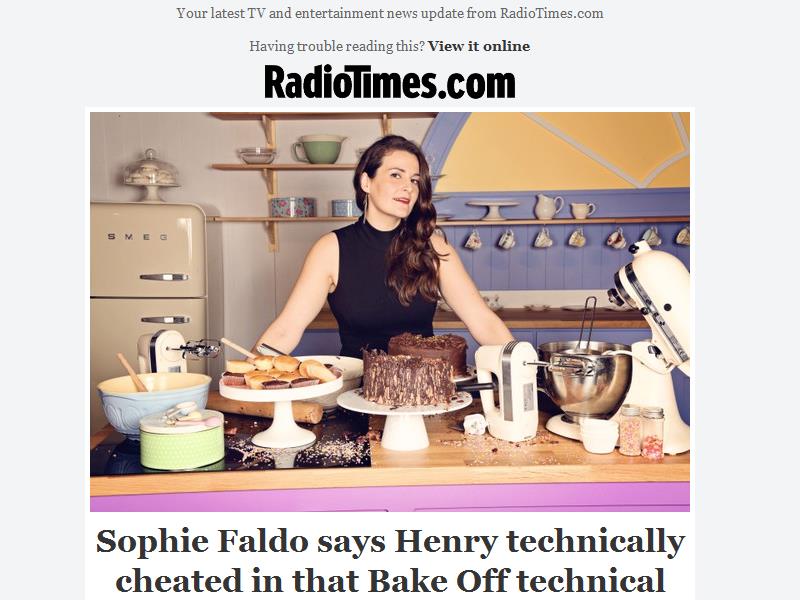 Your latest TV and entertainment news update from RadioTimes.com
Having trouble reading this? View it online
RadioTimes.com
SMEG
Sophie Faldo says Henry technically
cheated in that Bake Off technical